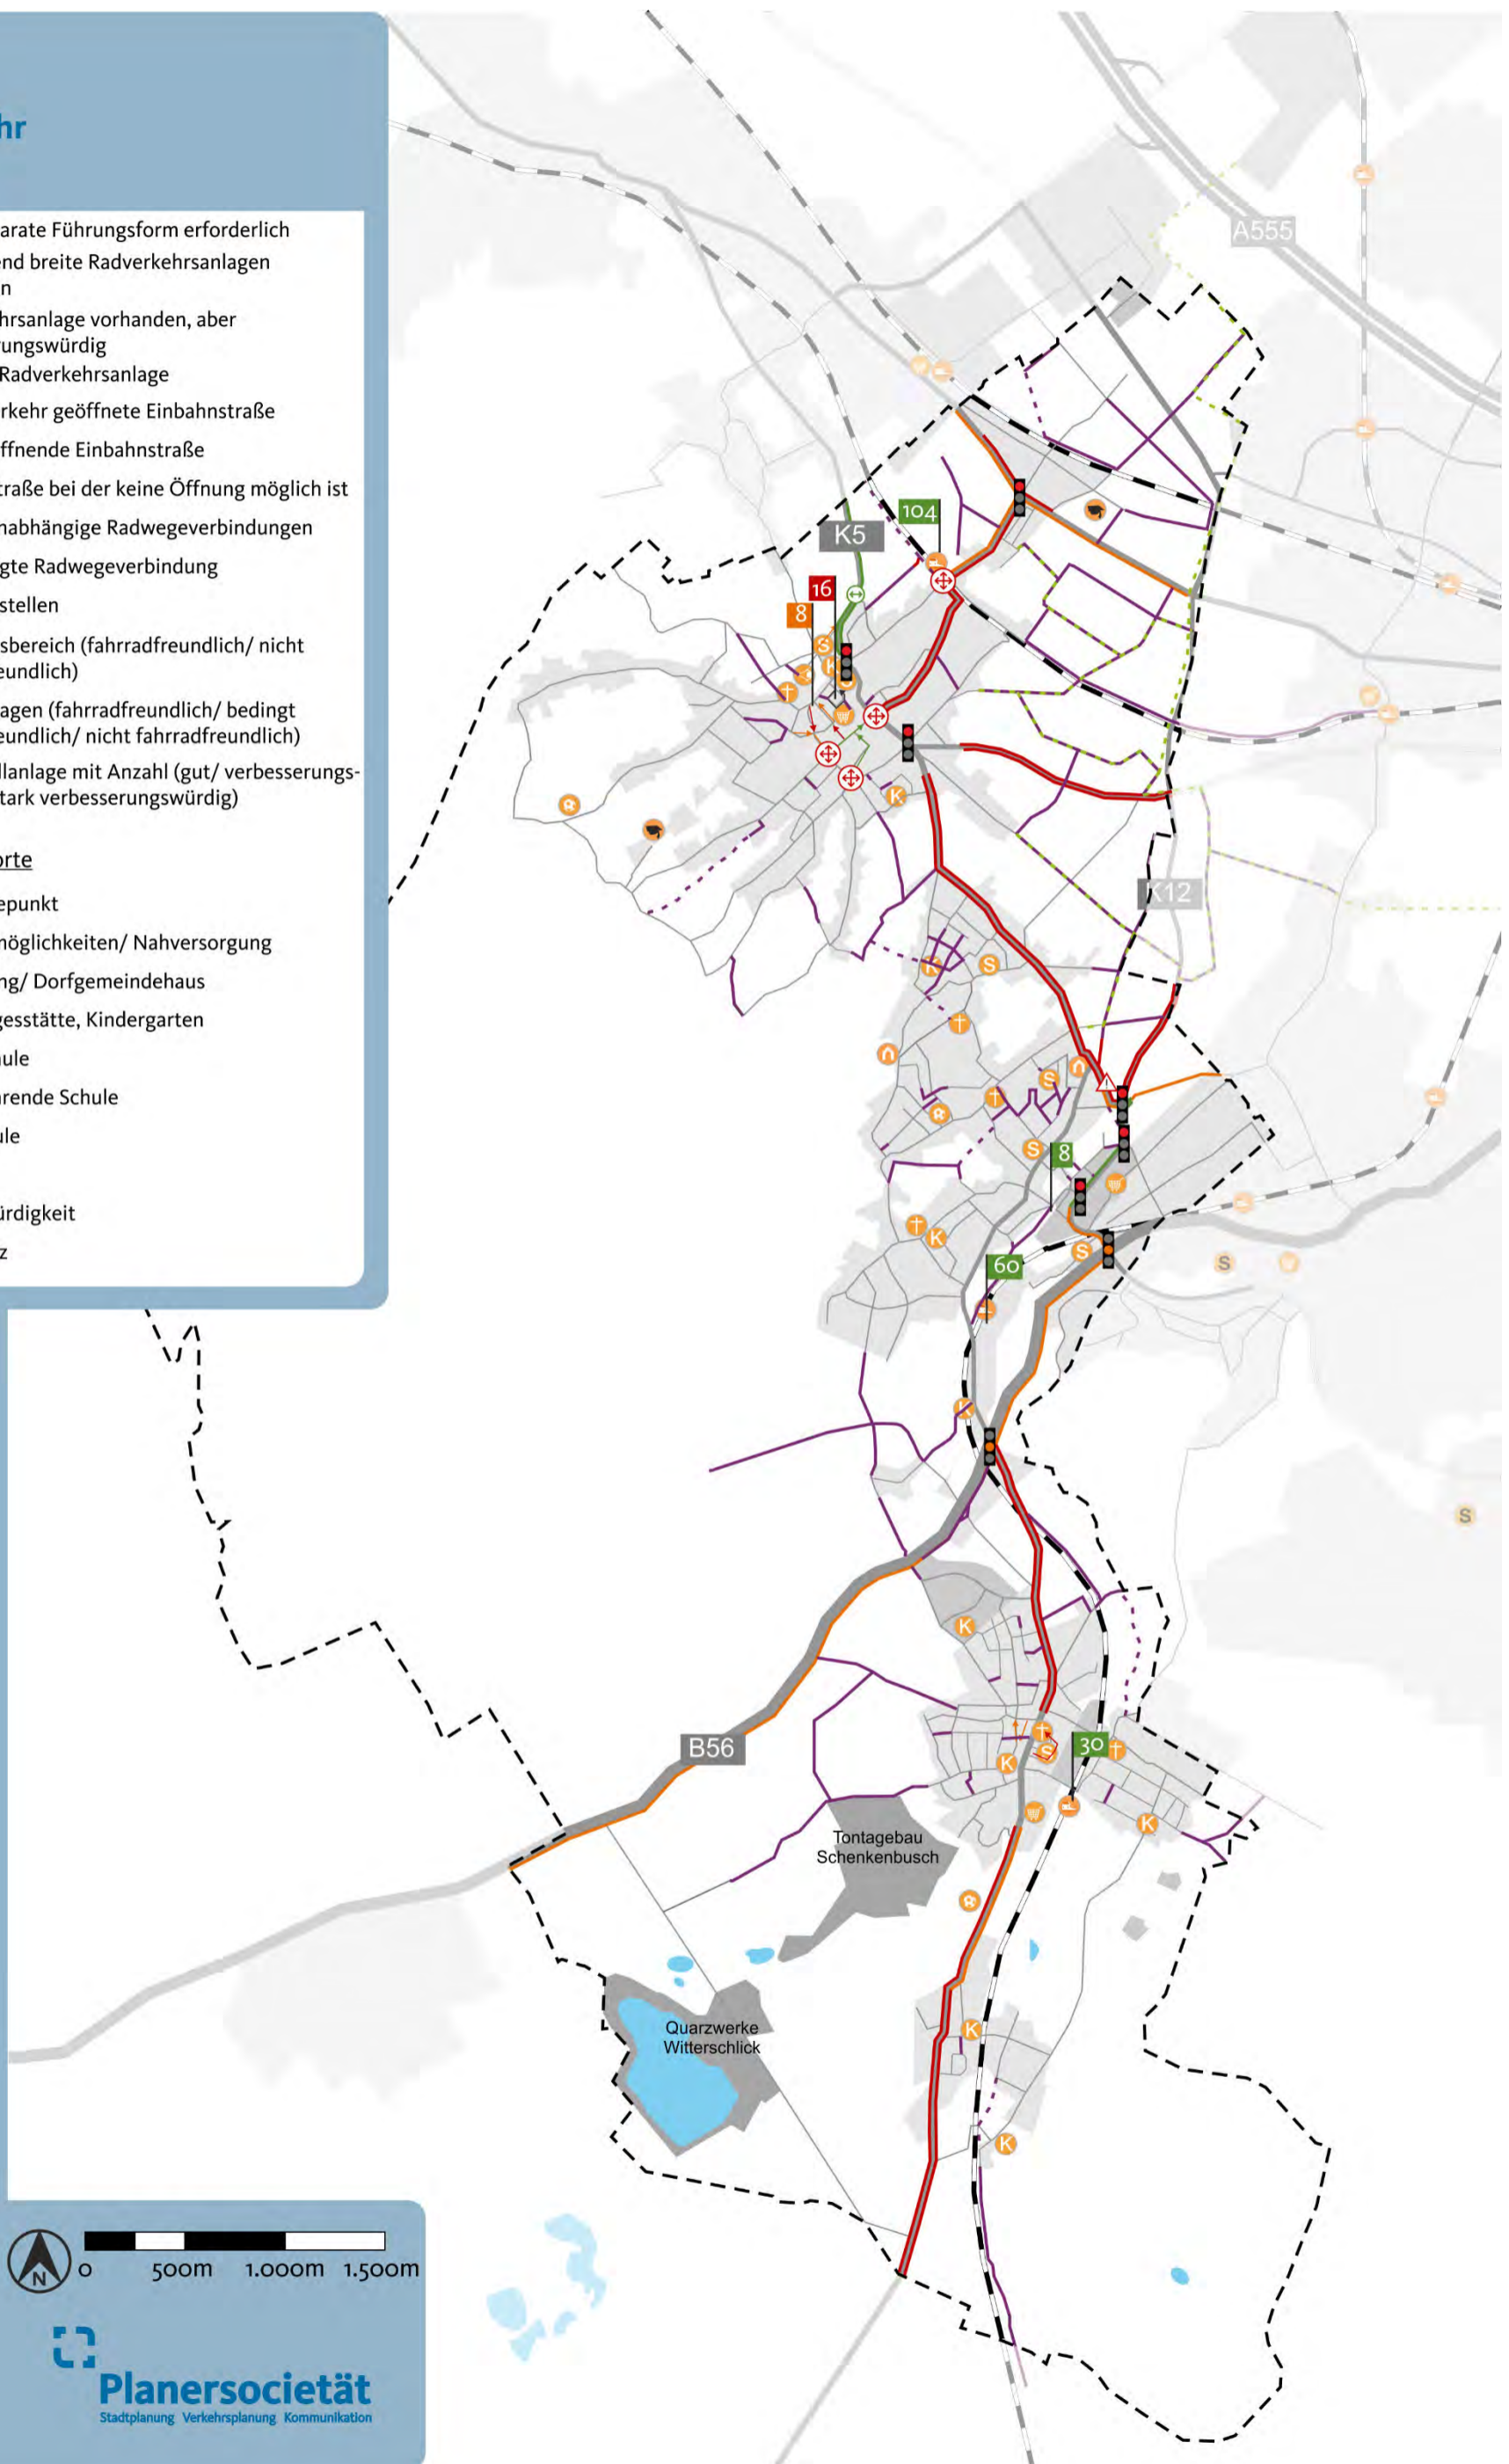 hr
arate Führungsform erforderlich
end breite Radverkehrsanlagen
n
hrsanlage vorhanden, aber
rungswürdig
Radverkehrsanlage
rkehr geöffnete Einbahnstraße
ffnende Einbahnstraße
traße bei der keine Öffnung möglich ist
nabhängige Radwegeverbindungen
gte Radwegeverbindung
stellen
sbereich (fahrradfreundlich/ nicht
eundlich)
agen (fahrradfreundlich/ bedingt
eundlich/ nicht fahrradfreundlich)
llanlage mit Anzahl (gut/ verbesserungs-
tark verbesserungswürdig)
orte
epunkt
möglichkeiten/ Nahversorgung
ng/ Dorfgemeindehaus
gesstätte, Kindergarten
ule
hrende Schule
ule
ürdigkeit
z
A555
104
K5
16
8
S
K
K
K12
K
S
S
S
8
K
S
S
60
K
S
K
B56
S
K
30
K
Tontagebau
Schenkenbusch
Quarzwerke
Witterschlick
K
K
N
0 500m 1.000m 1.500m
Planersocietät
Stadtplanung Verkehrsplanung Kommunikation